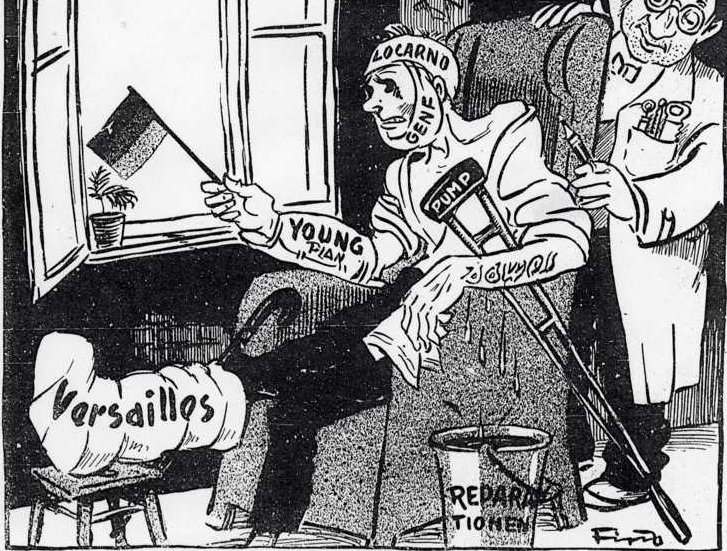 LOCARNO
GENF
PUMP
YOUNG
PLAN
Versailles
REPARA
TIONEN